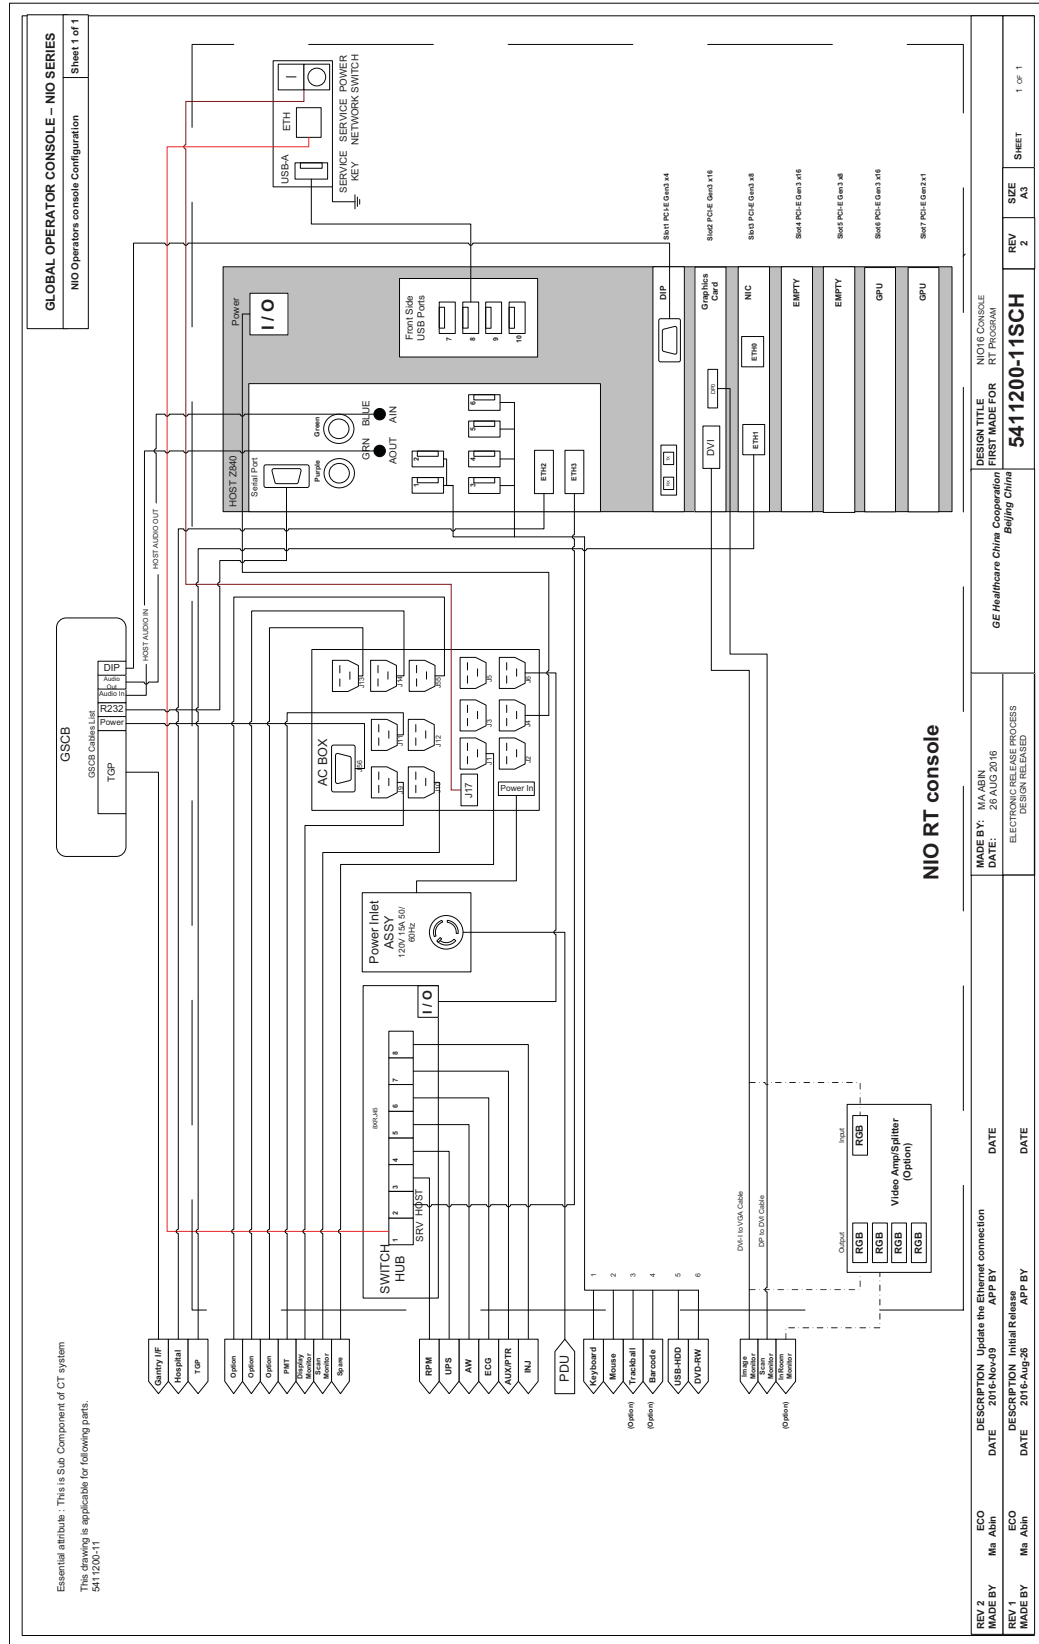 GLOBAL OPERATOR CONSOLE – NIO SERIES
NIO Operators console Configuration
Sheet 1 of 1
Essential attribute : This is Sub Component of CT system
This drawing is applicable for following parts.
5411200-11
GSCB
GSCB Cables List
TGP
Power
R232
Audio In
Audio Out
DIP
HOST AUDIO IN
HOST AUDIO OUT
USB-A
ETH
I
SERVICE KEY
SERVICE NETWORK
POWER SWITCH
Gantry I/F
Hospital
TGP
Option
Option
Option
PMT
Display Monitor
Scan Monitor
Spare
RPM
UPS
AW
ECG
AUX/PTR
INJ
PDU
Keyboard
Mouse
Trackball
(Option)
Barcode
(Option)
USB-HDD
DVD-RW
1
2
3
4
5
6
Image Monitor
Scan Monitor
InRoom Monitor
(Option)
SWITCH HUB
8XRJ45
1
2
3
4
5
6
7
8
SRV
HOST
I / O
Power Inlet
ASSY
120V 15A 50/
60Hz
AC BOX
J56
J9
J10
J11
J12
J13
J14
J55
J17
J1
J3
J5
Power In
J2
J4
J6
HOST Z840
Power
I / O
Serial Port
Purple
Green
GRN
BLUE
AOUT
AIN
1
2
3
4
5
6
ETH2
ETH3
Front Side
USB Ports
7
8
9
10
Rx
Tx
DIP
Slot1 PCI-E Gen3 x4
DVI
DP0
Graphics Card
Slot2 PCI-E Gen3 x16
ETH1
ETH0
NIC
Slot3 PCI-E Gen3 x8
EMPTY
Slot4 PCI-E Gen3 x16
EMPTY
Slot5 PCI-E Gen3 x8
GPU
Slot6 PCI-E Gen3 x16
GPU
Slot7 PCI-E Gen2 x1
DVI-I to VGA Cable
DP to DVI Cable
Output
Input
RGB
RGB
RGB
RGB
RGB
Video Amp/Splitter
(Option)
NIO RT console
REV 2 ECO DESCRIPTION Update the Ethernet connection
MADE BY Ma Abin DATE 2016-Nov-09 APP BY DATE
REV 1 ECO DESCRIPTION Initial Release
MADE BY Ma Abin DATE 2016-Aug-26 APP BY DATE
MADE BY: MA ABIN
DATE: 26 AUG 2016
ELECTRONIC RELEASE PROCESS
DESIGN RELEASED
GE Healthcare China Cooperation
Beijing China
DESIGN TITLE NIO16 CONSOLE
FIRST MADE FOR RT PROGRAM
5411200-11SCH
REV
2
SIZE
A3
SHEET 1 OF 1